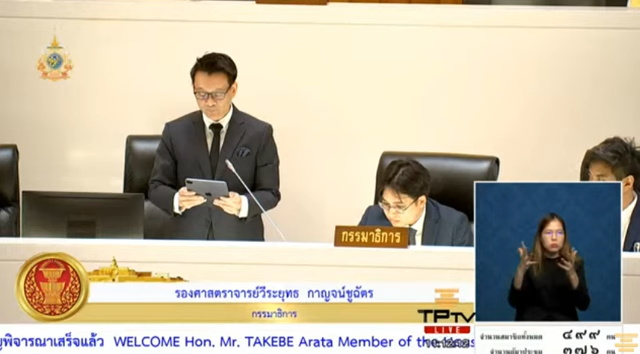 กรรมาธิการ
รองศาสตราจารย์วีระยุทธ กาญจน์ชูฉัตร
กรรมาธิการ
TPTV
LIVE
พิจารณาเสร็จแล้ว WELCOME Hon. Mr. TAKEBE Arata Member of the
จำนวนสมาชิกทั้งหมด ๔๙๙ คน
๓๗๖